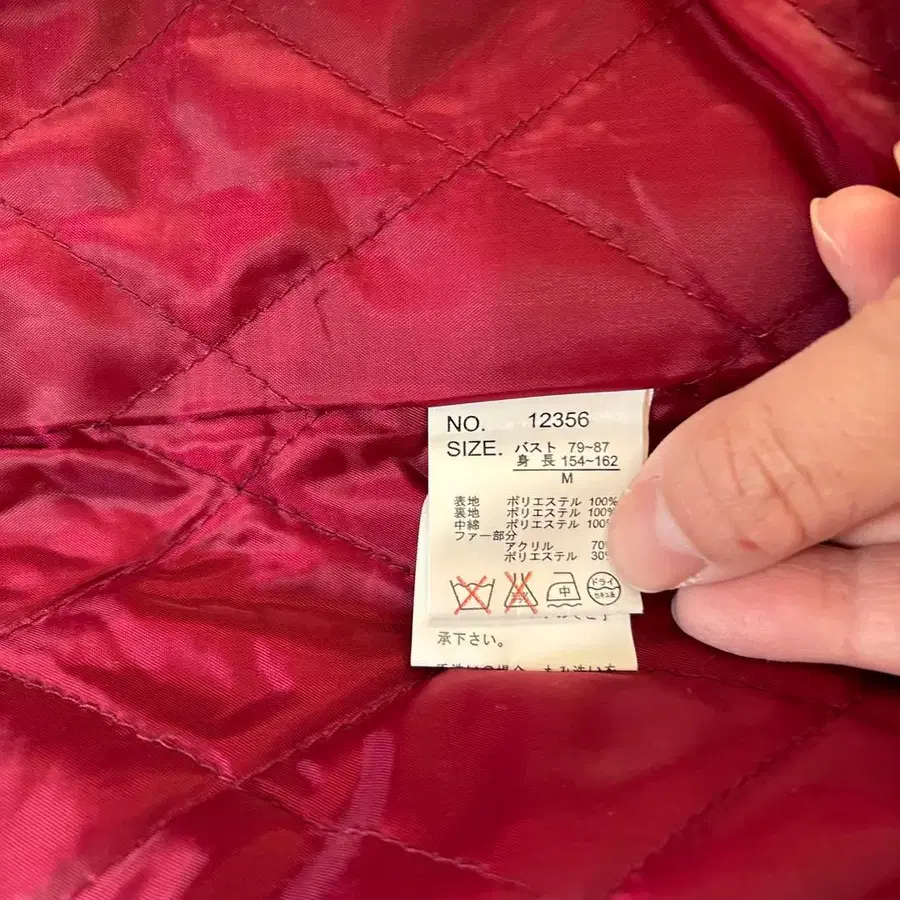 NO. 12356
SIZE. バスト 79~87
身 長 154~162
M
表地 ポリエステル 100%
裏地 ポリエステル 100%
中綿 ポリエステル 100%
ファー部分
アクリル 70
ポリエステル 30%
中 ドライ
承下さい。